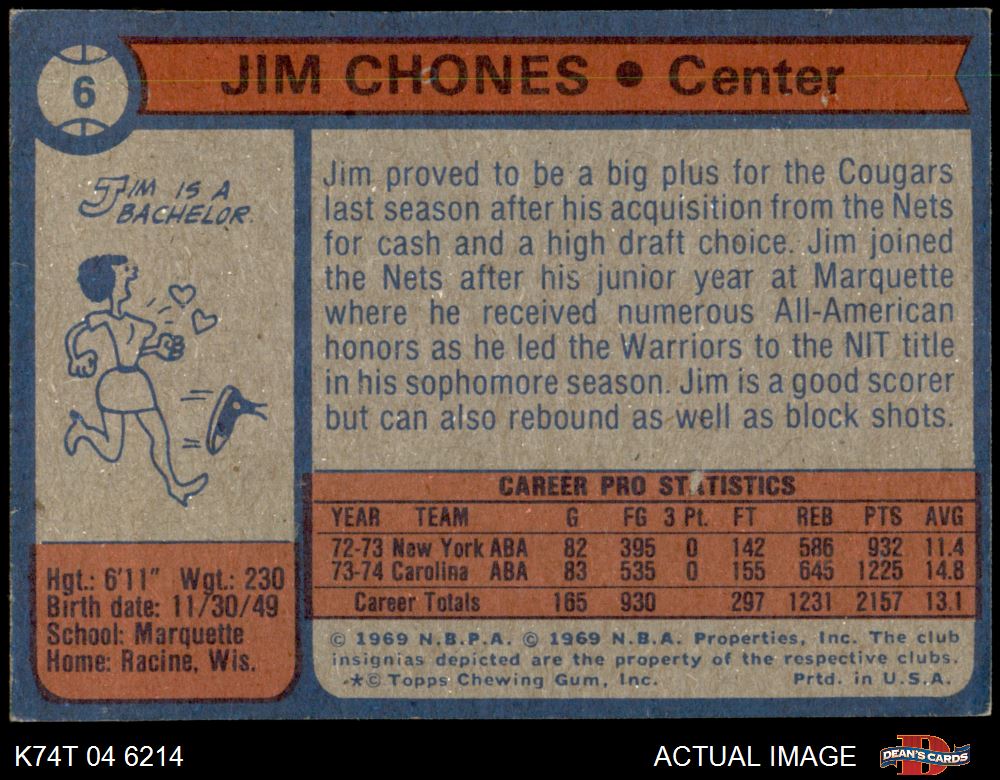 6
JIM CHONES • Center
JIM IS A
BACHELOR.
Jim proved to be a big plus for the Cougars
last season after his acquisition from the Nets
for cash and a high draft choice. Jim joined
the Nets after his junior year at Marquette
where he received numerous All-American
honors as he led the Warriors to the NIT title
in his sophomore season. Jim is a good scorer
but can also rebound as well as block shots.
CAREER PRO STATISTICS
YEAR TEAM G FG 3 Pt. FT REB PTS AVG
72-73 New York ABA 82 395 0 142 586 932 11.4
73-74 Carolina ABA 83 535 0 155 645 1225 14.8
Career Totals 165 930 297 1231 2157 13.1
Hgt.: 6'11" Wgt.: 230
Birth date: 11/30/49
School: Marquette
Home: Racine, Wis.
© 1969 N.B.P.A. © 1969 N.B.A. Properties, Inc. The club
insignias depicted are the property of the respective clubs.
*© Topps Chewing Gum, Inc. Prtd. in U.S.A.
K74T 04 6214
ACTUAL IMAGE
D
DEAN'S CARDS